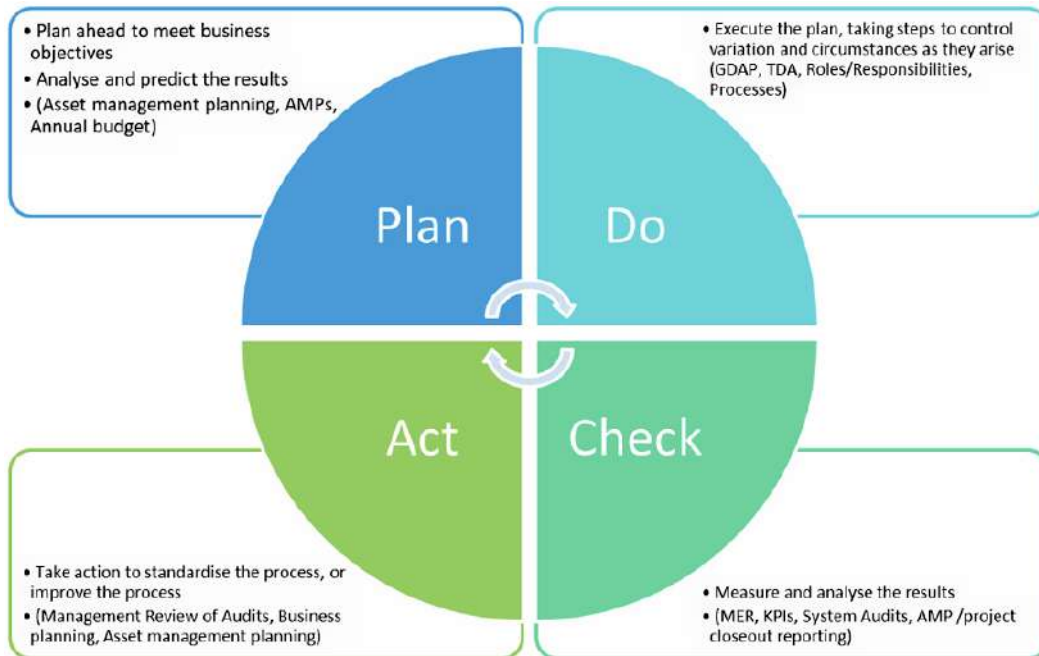 • Plan ahead to meet business
objectives
• Analyse and predict the results
• (Asset management planning, AMPs,
Annual budget)
• Execute the plan, taking steps to control
variation and circumstances as they arise
(GDAP, TDA, Roles/Responsibilities,
Processes)
Plan
Do
Act
Check
• Take action to standardise the process, or
improve the process
• (Management Review of Audits, Business
planning, Asset management planning)
• Measure and analyse the results
• (MER, KPIs, System Audits, AMP /project
closeout reporting)